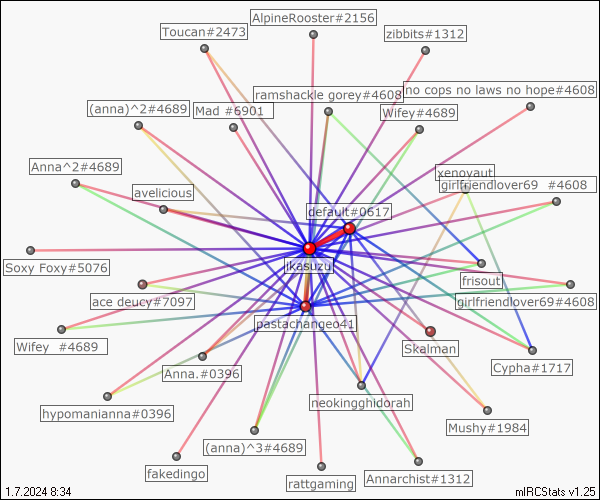 AlpineRooster#2156
Toucan#2473
zibbits#1312
no cops no laws no hope#4608
ramshackle gorey#4608
(anna)^2#4689
Mad #6901
Wifey#4689
Anna^2#4689
xenoyaut
girlfriendlover69 #4608
avelicious
default#0617
Soxy Foxy#5076
ikasuzu
frisout
ace deucy#7097
girlfriendlover69#4608
pastachangeo41
Wifey #4689
Skalman
Anna.#0396
Cypha#1717
hypomanianna#0396
neokingghidorah
Mushy#1984
(anna)^3#4689
fakedingo
rattgaming
Annarchist#1312
1.7.2024 8:34
mIRCStats v1.25